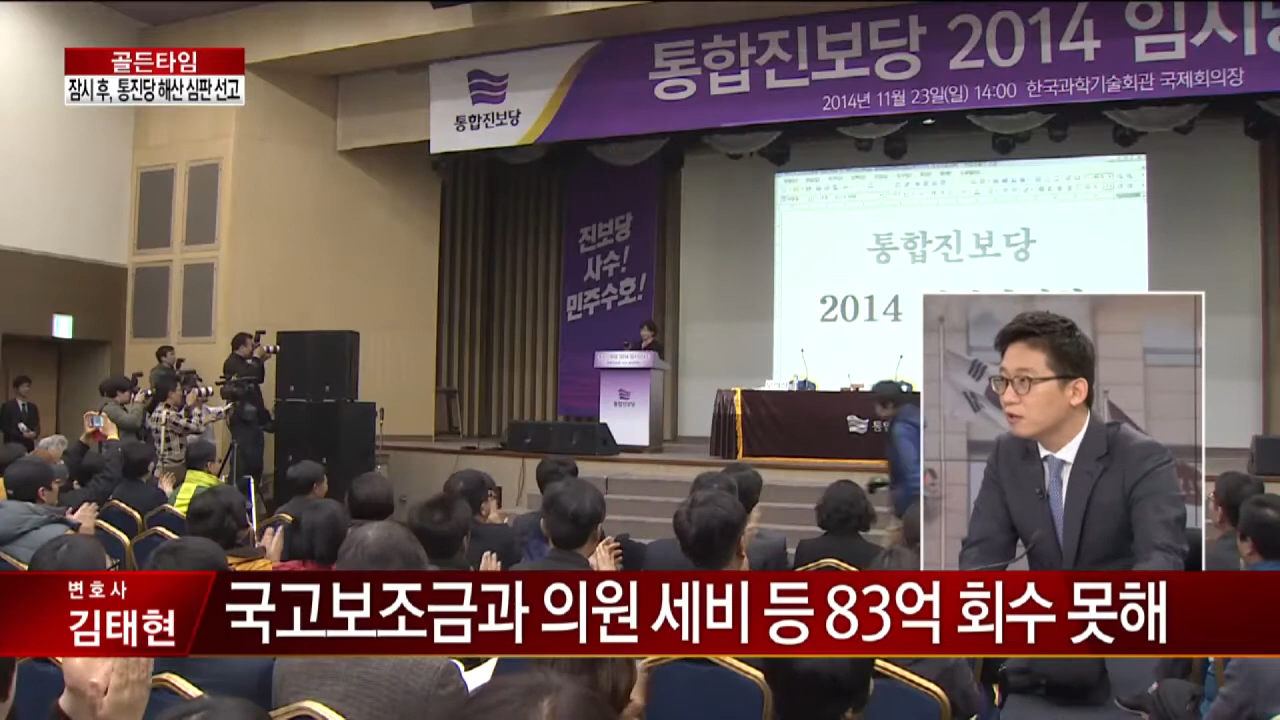 골든타임
잠시 후, 통진당 해산 심판 선고
통합진보당 2014 임시
2014년 11월 23일(일) 14:00 한국과학기술회관 국제회의장
통합진보당
진보당
사수!
민주수호!
통합진보당
2014
통합진보당
변호사
김태현
국고보조금과 의원 세비 등 83억 회수 못해